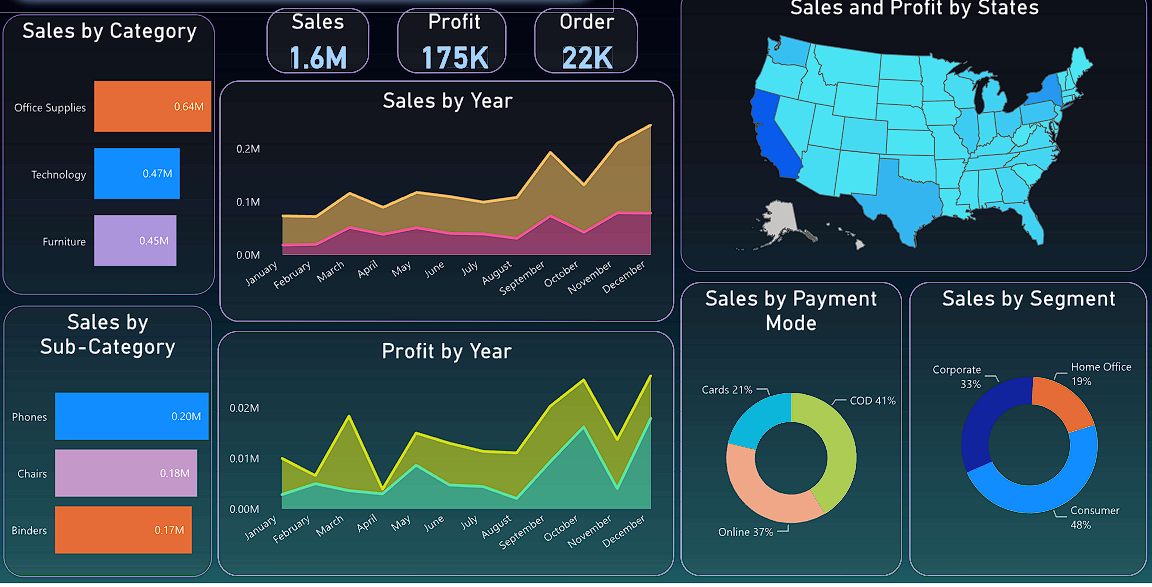 Sales by Category
Office Supplies
0.64M
Technology
0.47M
Furniture
0.45M
Sales
1.6M
Profit
175K
Order
22K
Sales by Year
0.2M
0.1M
0.0M
January
February
March
April
May
June
July
August
September
October
November
December
Sales and Profit by States
Sales by
Sub-Category
Phones
0.20M
Chairs
0.18M
Binders
0.17M
Profit by Year
0.02M
0.01M
0.00M
January
February
March
April
May
June
July
August
September
October
November
December
Sales by Payment
Mode
Cards 21%
COD 41%
Online 37%
Sales by Segment
Corporate
33%
Home Office
19%
Consumer
48%